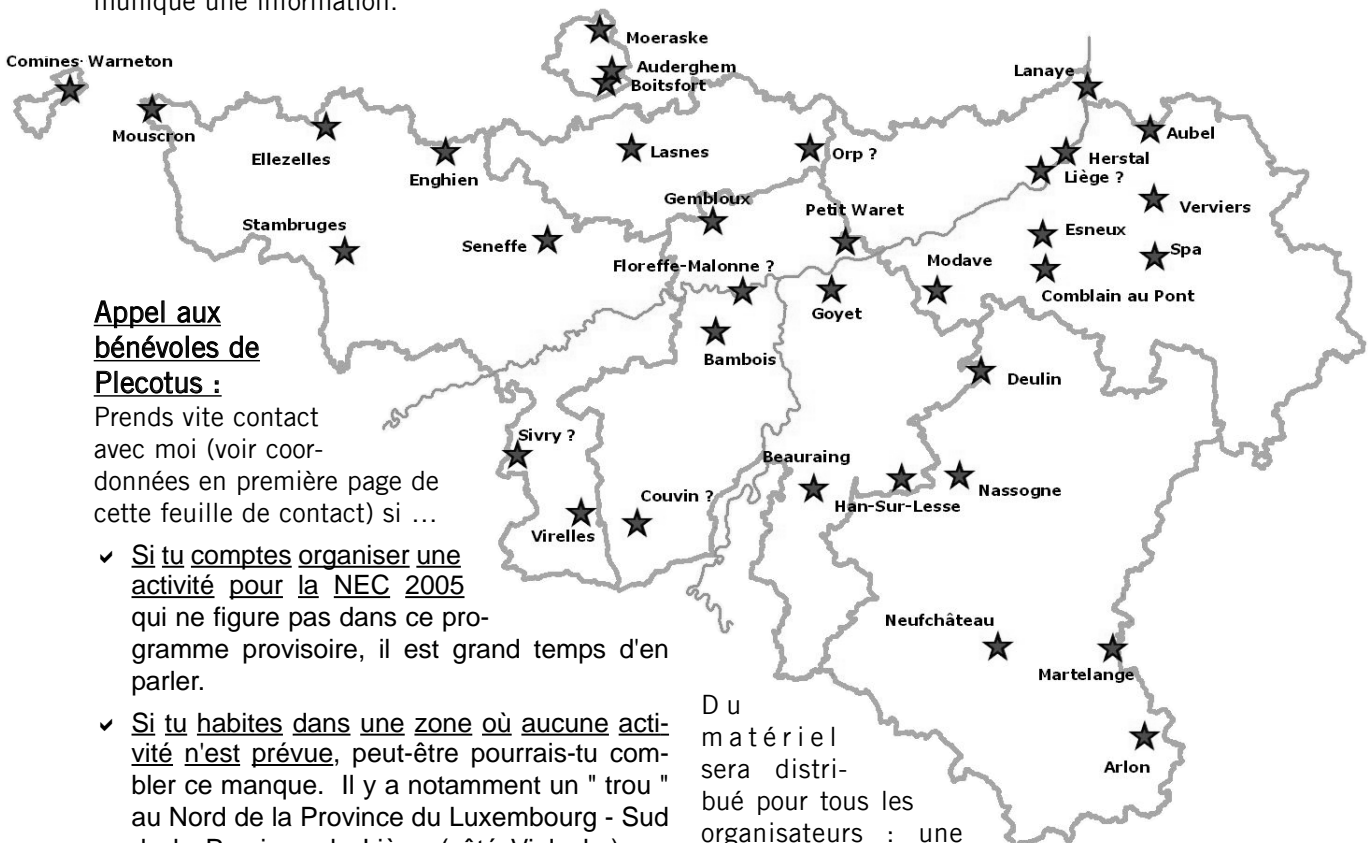 munique une information.
Moeraske
Comines-Warneton
Auderghem
Lanaye
Boitsfort
Mouscron
Aubel
Ellezelles
Lasnes
Orp ?
Herstal
Enghien
Liège ?
Gembloux
Petit Waret
Verviers
Stambruges
Seneffe
Esneux
Spa
Floreffe-Malonne ?
Modave
Comblain au Pont
Goyet
Bambois
Deulin
Appel aux
bénévoles de
Plecotus :
Prends vite contact
avec moi (voir coor-
données en première page de
cette feuille de contact) si …
Sivry ?
Beauraing
Couvin ?
Nassogne
Han-Sur-Lesse
Virelles
✓ Si tu comptes organiser une
activité pour la NEC 2005
qui ne figure pas dans ce pro-
gramme provisoire, il est grand temps d'en
parler.
✓ Si tu habites dans une zone où aucune acti-
vité n'est prévue, peut-être pourrais-tu com-
bler ce manque. Il y a notamment un " trou "
au Nord de la Province du Luxembourg - Sud
Neufchâteau
Martelange
Arlon
Du
matériel
sera distri-
bué pour tous les
organisateurs : une